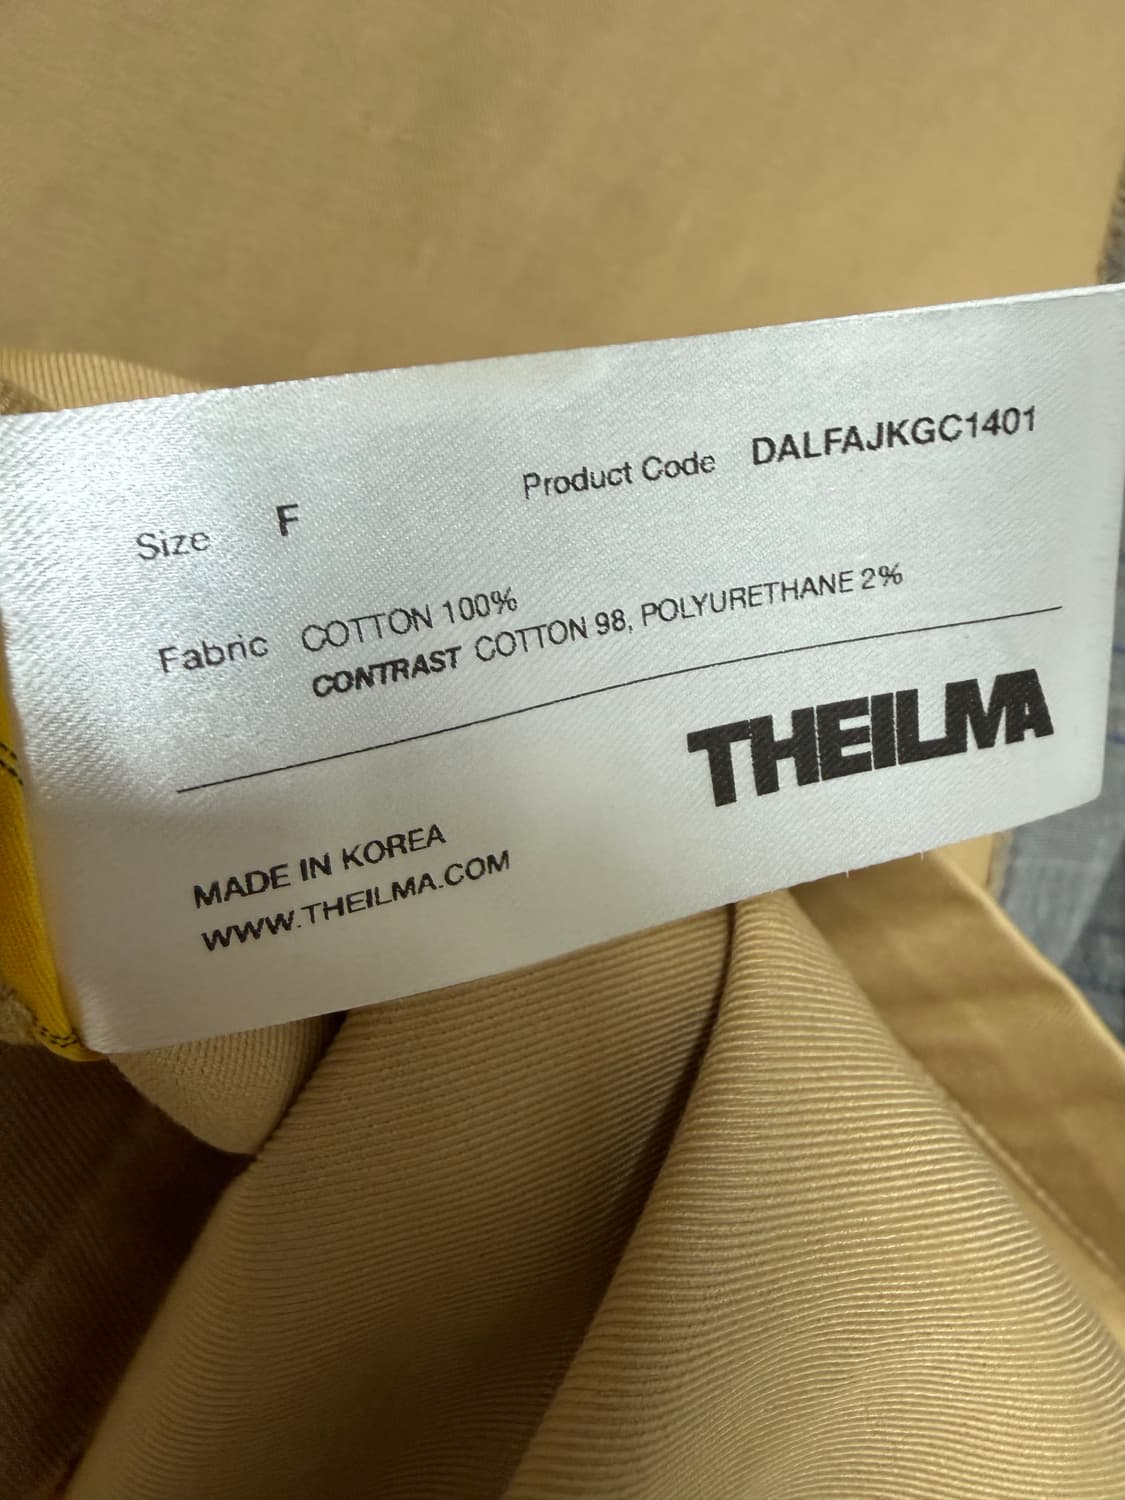 Size F Product Code DALFAJKGC1401
Fabric COTTON 100%
CONTRAST COTTON 98, POLYURETHANE 2%
THEILMA
MADE IN KOREA
WWW.THEILMA.COM